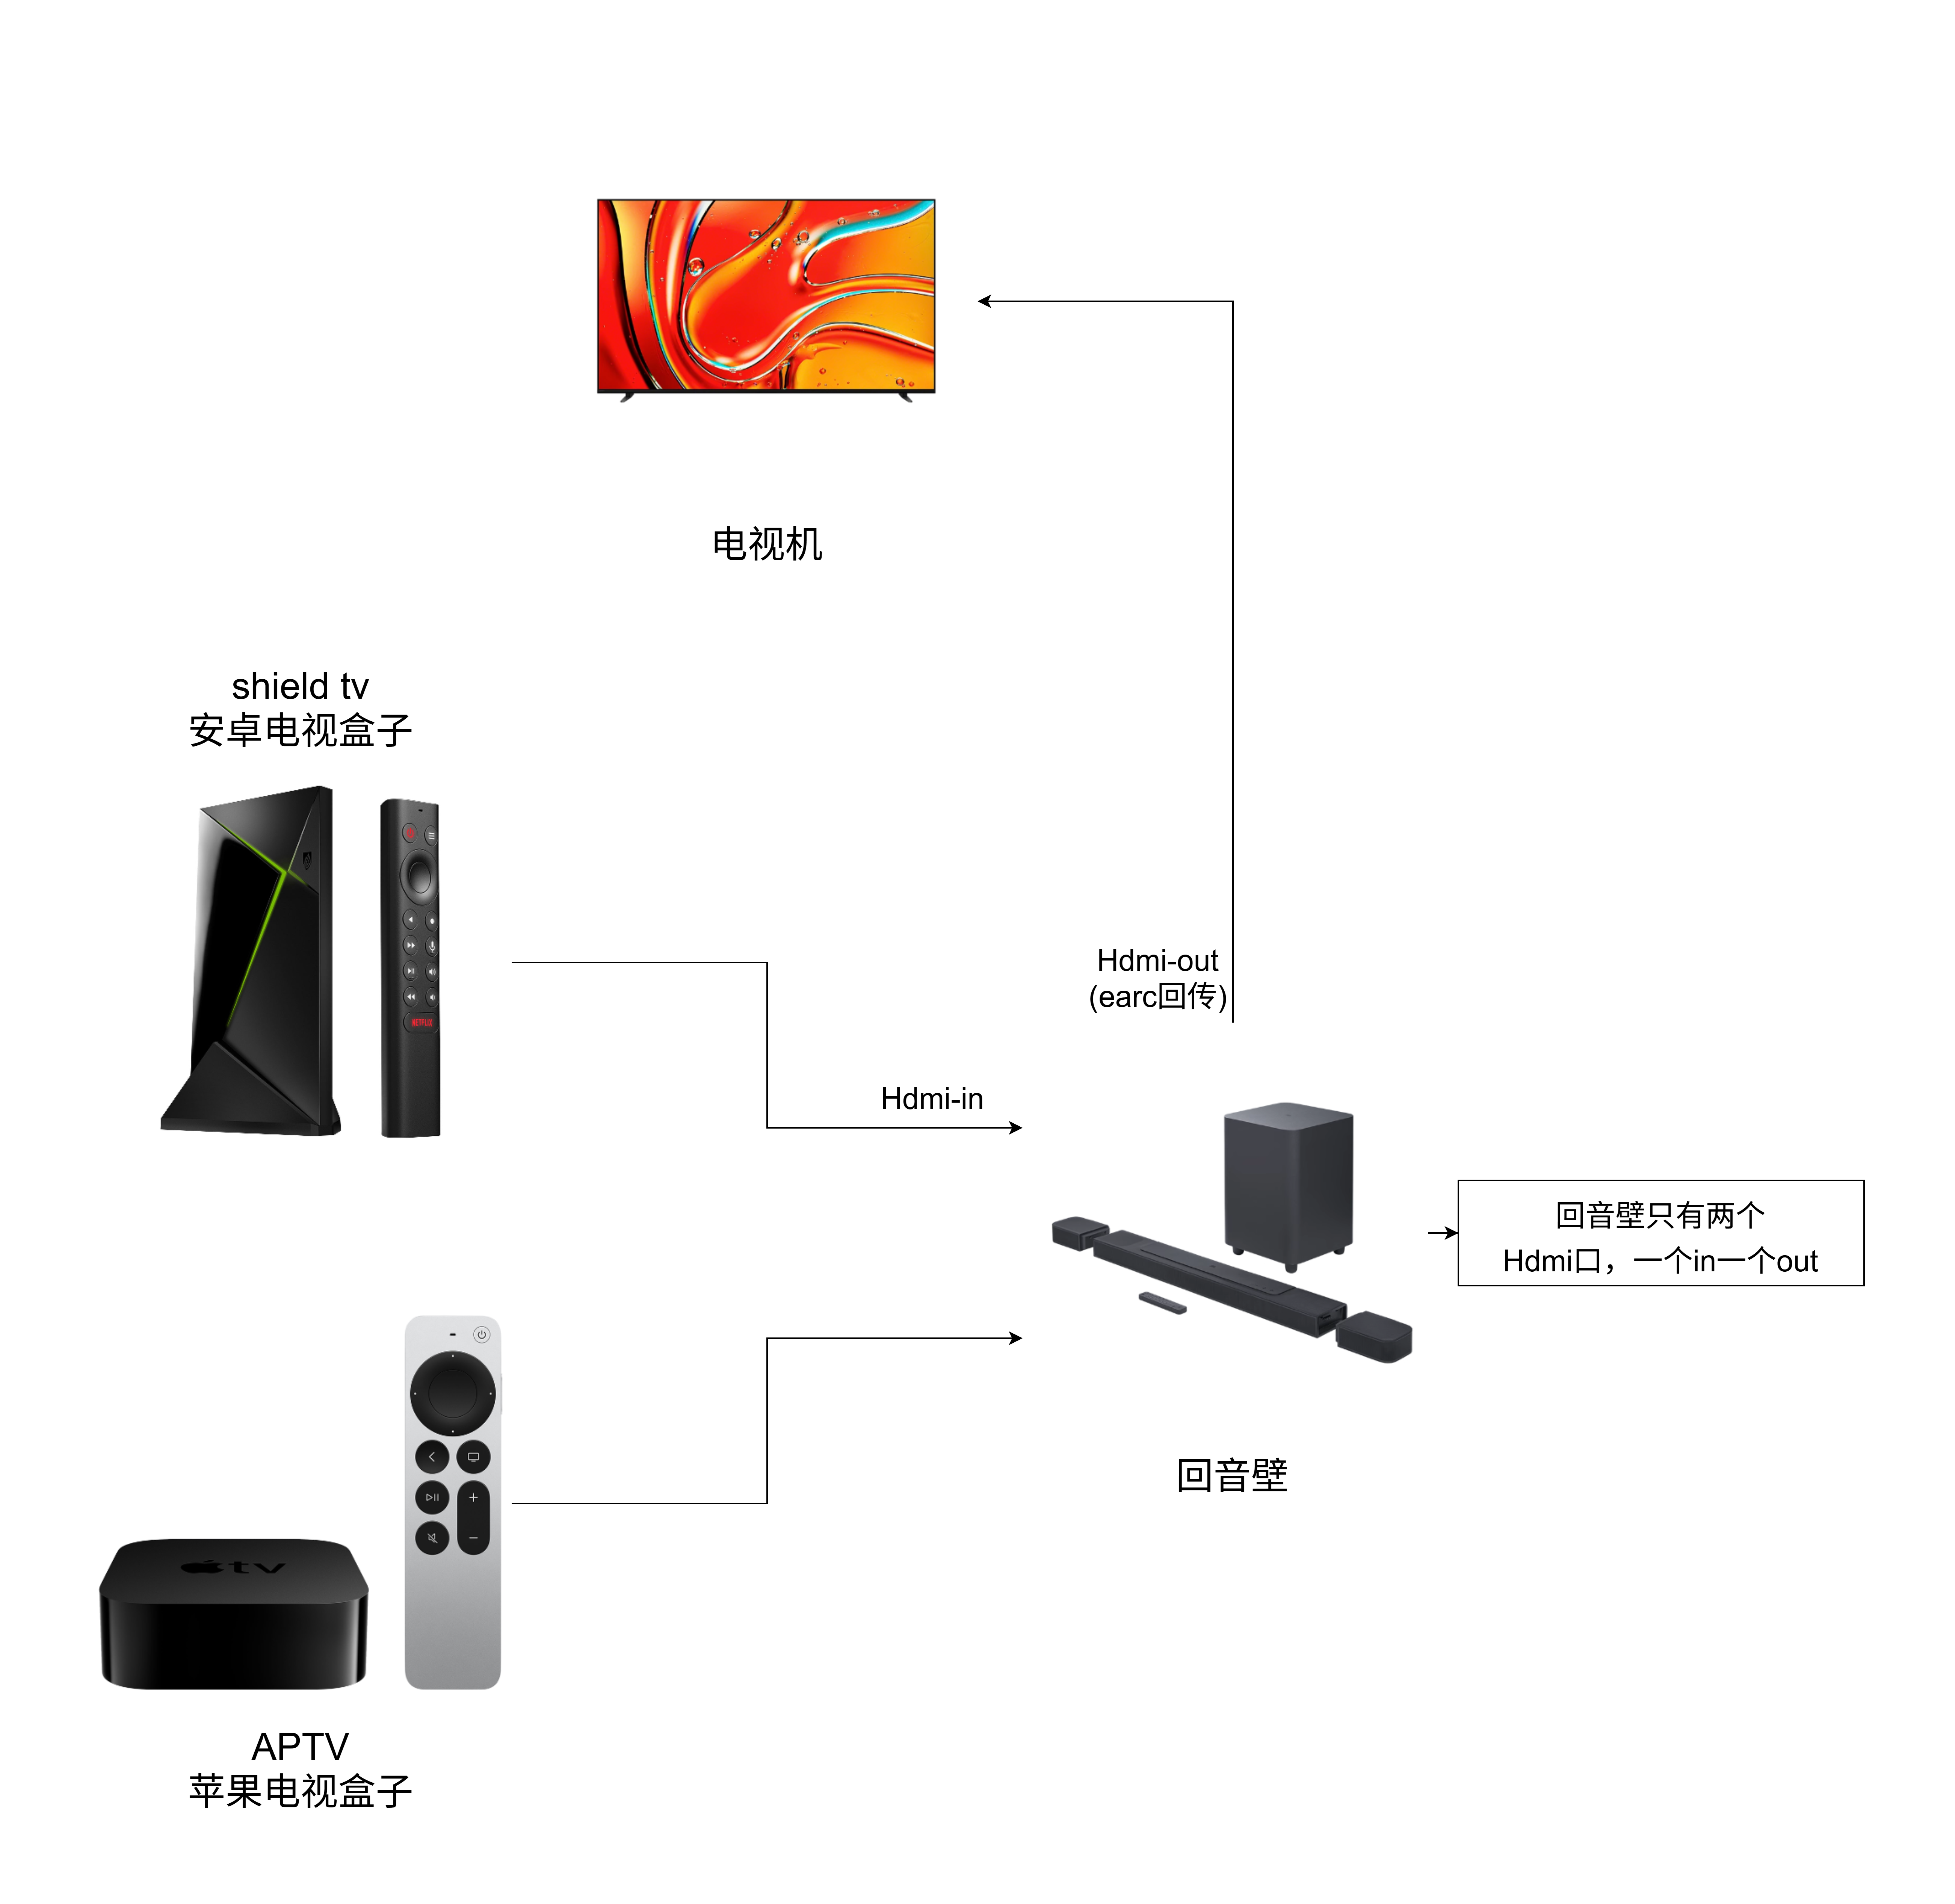 电视机
shield tv
安卓电视盒子
NETFLIX
Hdmi-out
(earc回传)
Hdmi-in
回音壁只有两个
Hdmi口，一个in一个out
回音壁
tv
APTV
苹果电视盒子